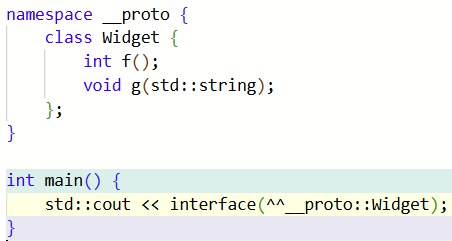 namespace __proto {
    class Widget {
        int f();
        void g(std::string);
    };
}
int main() {
    std::cout << interface(^^__proto::Widget);
}